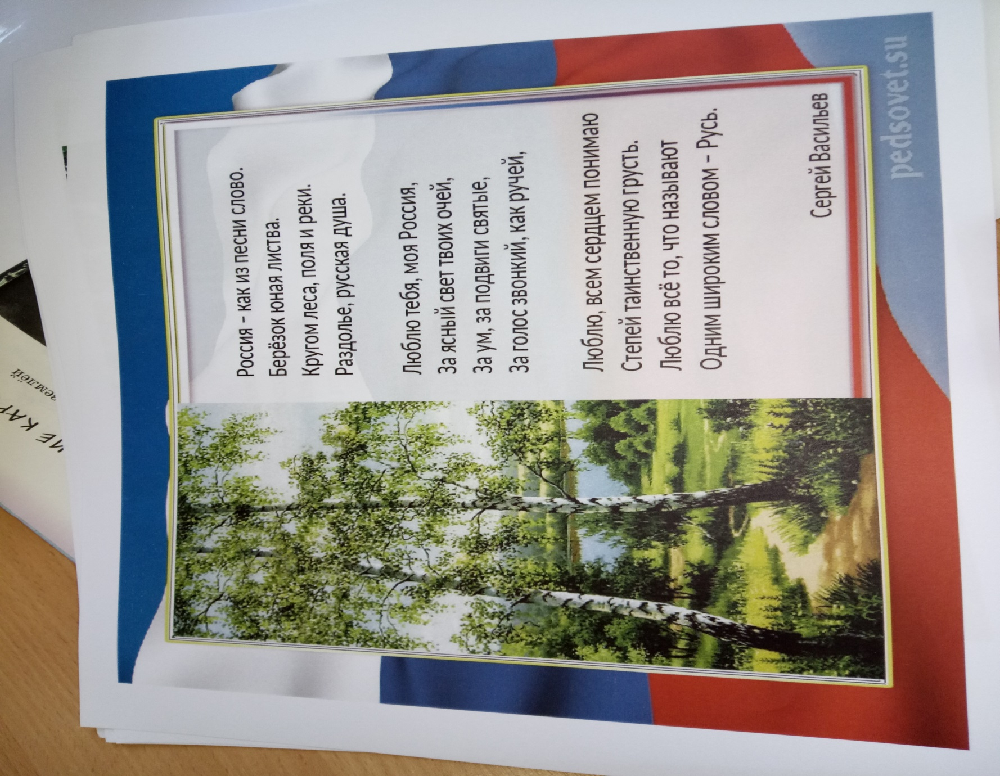 Россия – как из песни слово.
Берёзок юная листва.
Кругом леса, поля и реки.
Раздолье, русская душа.
Люблю тебя, моя Россия,
За ясный свет твоих очей,
За ум, за подвиги святые,
За голос звонкий, как ручей,
Люблю, всем сердцем понимаю
Степей таинственную грусть.
Люблю всё то, что называют
Одним широким словом – Русь.
Сергей Васильев
pedsovet.su
землёй